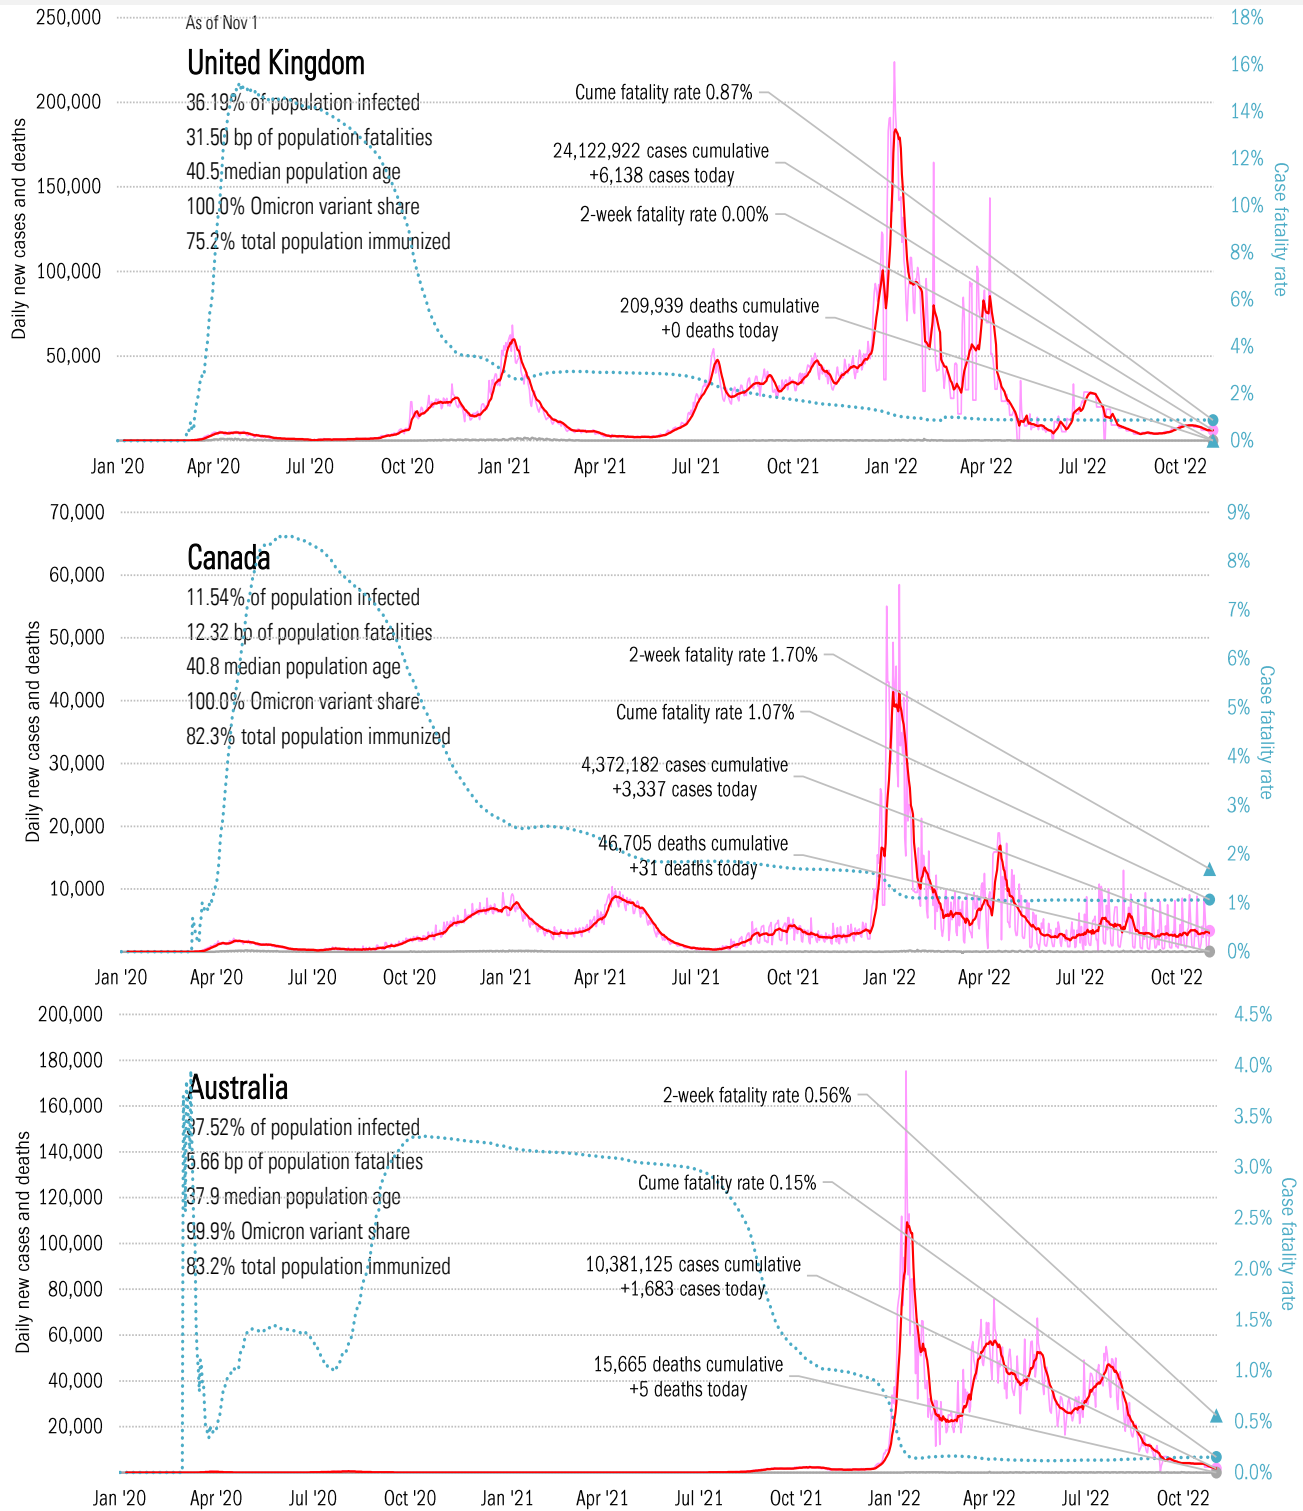 250,000
As of Nov 1
18%
United Kingdom
16%
36.19% of population infected
Cume fatality rate 0.87%
200,000
14%
31.50 bp of population fatalities
24,122,922 cases cumulative
12%
40.5 median population age
+6,138 cases today
150,000
100.0% Omicron variant share
2-week fatality rate 0.00%
10%
75.2% total population immunized
8%
100,000
209,939 deaths cumulative
6%
+0 deaths today
50,000
4%
2%
0%
Daily new cases and deaths
Case fatality rate
Jan '20 Apr '20 Jul '20 Oct '20 Jan '21 Apr '21 Jul '21 Oct '21 Jan '22 Apr '22 Jul '22 Oct '22
70,000
9%
Canada
8%
60,000
11.54% of population infected
7%
12.32 bp of population fatalities
50,000
2-week fatality rate 1.70%
6%
40.8 median population age
40,000
100.0% Omicron variant share
Cume fatality rate 1.07%
5%
82.3% total population immunized
4%
30,000
4,372,182 cases cumulative
+3,337 cases today
3%
20,000
46,705 deaths cumulative
2%
+31 deaths today
10,000
1%
0%
Daily new cases and deaths
Case fatality rate
Jan '20 Apr '20 Jul '20 Oct '20 Jan '21 Apr '21 Jul '21 Oct '21 Jan '22 Apr '22 Jul '22 Oct '22
200,000
4.5%
180,000
4.0%
Australia
2-week fatality rate 0.56%
160,000
3.5%
37.52% of population infected
140,000
5.66 bp of population fatalities
3.0%
Cume fatality rate 0.15%
120,000
37.9 median population age
2.5%
99.9% Omicron variant share
100,000
83.2% total population immunized
10,381,125 cases cumulative
2.0%
+1,683 cases today
80,000
1.5%
60,000
15,665 deaths cumulative
1.0%
+5 deaths today
40,000
0.5%
20,000
0.0%
Daily new cases and deaths
Case fatality rate
Jan '20 Apr '20 Jul '20 Oct '20 Jan '21 Apr '21 Jul '21 Oct '21 Jan '22 Apr '22 Jul '22 Oct '22